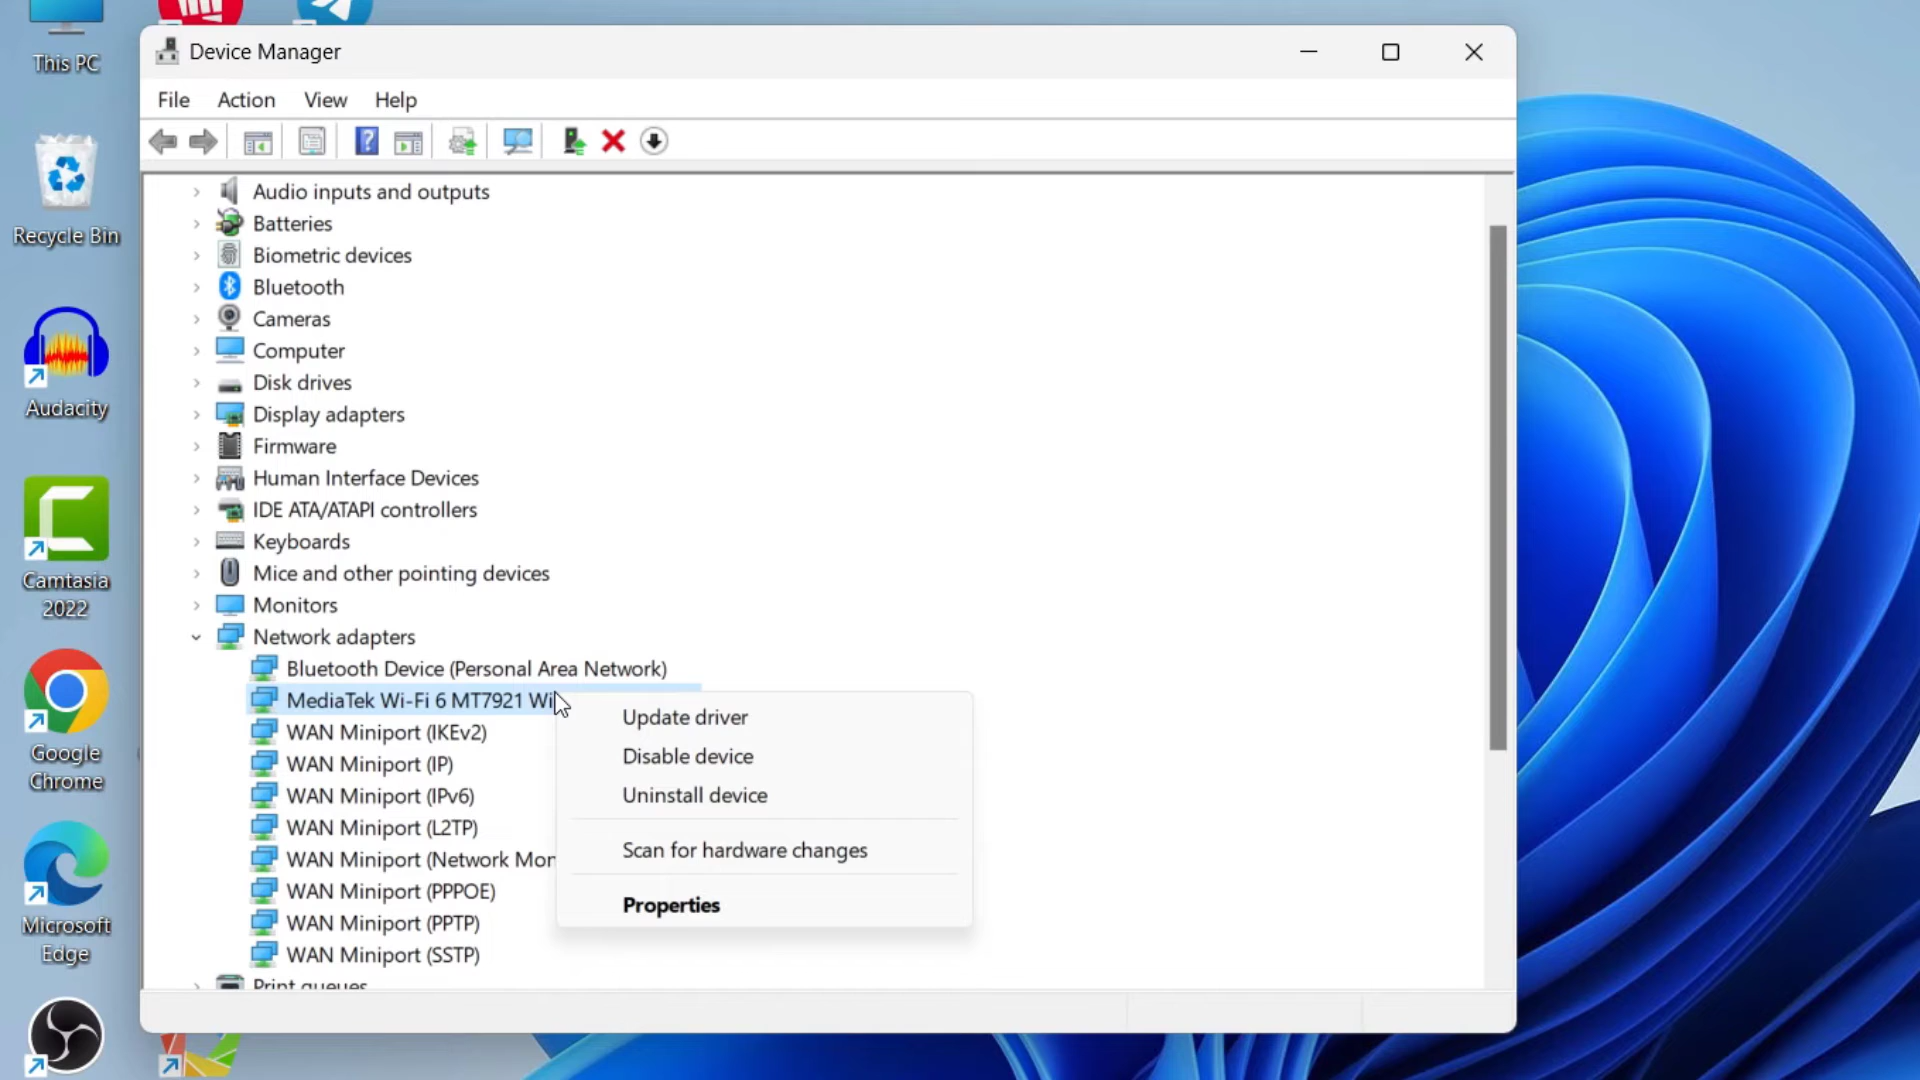 This PC
Recycle Bin
Audacity
Camtasia
2022
Google
Chrome
Microsoft
Edge
Device Manager
File Action View Help
Audio inputs and outputs
Batteries
Biometric devices
Bluetooth
Cameras
Computer
Disk drives
Display adapters
Firmware
Human Interface Devices
IDE ATA/ATAPI controllers
Keyboards
Mice and other pointing devices
Monitors
Network adapters
Bluetooth Device (Personal Area Network)
MediaTek Wi-Fi 6 MT7921 Wi
WAN Miniport (IKEv2)
WAN Miniport (IP)
WAN Miniport (IPv6)
WAN Miniport (L2TP)
WAN Miniport (Network Mon
WAN Miniport (PPPOE)
WAN Miniport (PPTP)
WAN Miniport (SSTP)
Print queues
Update driver
Disable device
Uninstall device
Scan for hardware changes
Properties